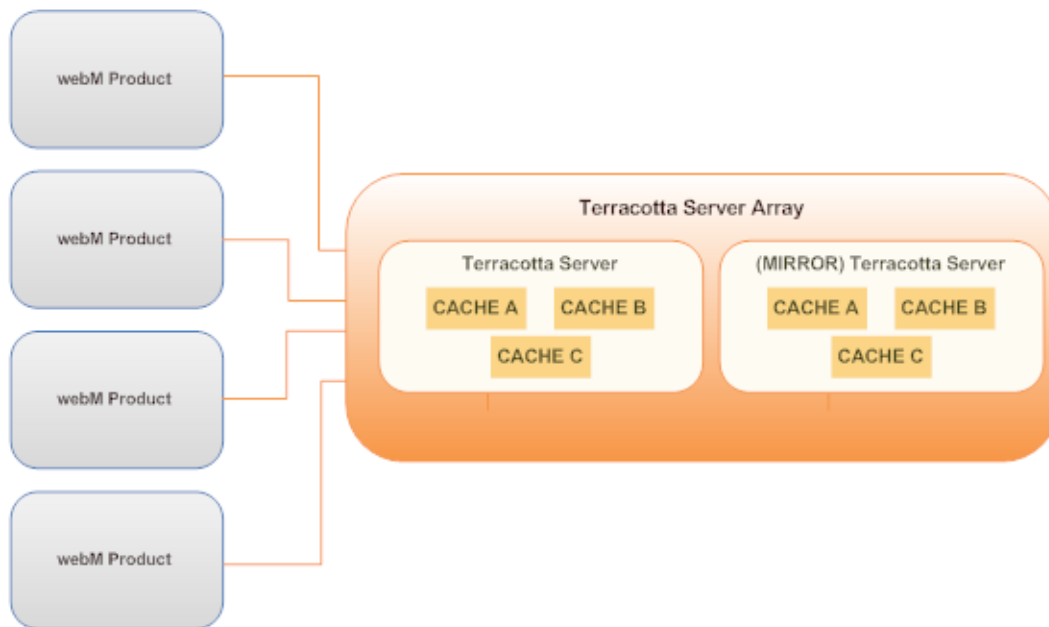 webM Product
webM Product
webM Product
webM Product
Terracotta Server Array
Terracotta Server
CACHE A
CACHE B
CACHE C
(MIRROR) Terracotta Server
CACHE A
CACHE B
CACHE C